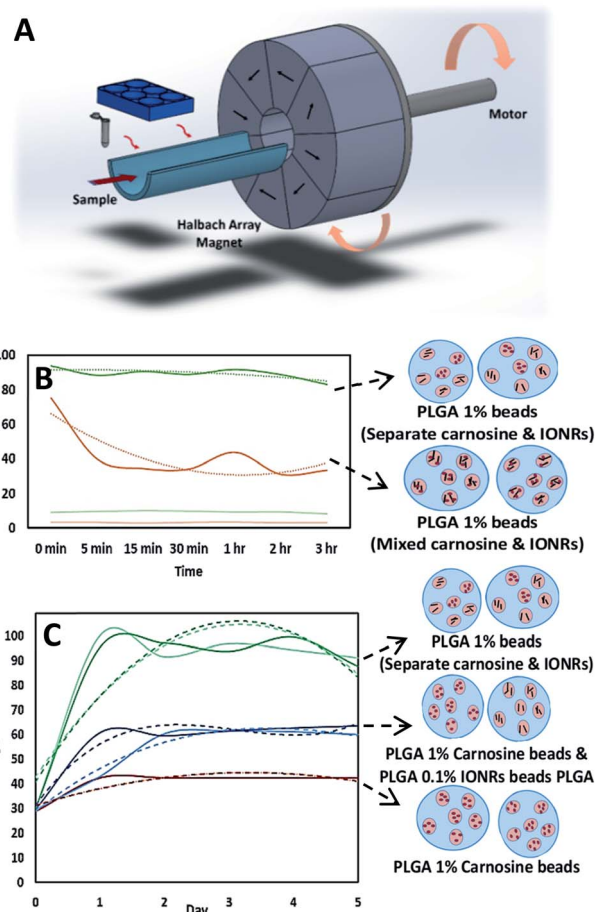 A
Motor
Sample
Halbach Array
Magnet
B
100
80
60
40
20
0
0 min 5 min 15 min 30 min 1 hr 2 hr 3 hr
Time
PLGA 1% beads
(Separate carnosine & IONRs)
PLGA 1% beads
(Mixed carnosine & IONRs)
C
100
90
80
70
60
50
40
30
20
10
0
0 1 2 3 4 5
Day
PLGA 1% beads
(Separate carnosine & IONRs)
PLGA 1% Carnosine beads &
PLGA 0.1% IONRs beads PLGA
PLGA 1% Carnosine beads